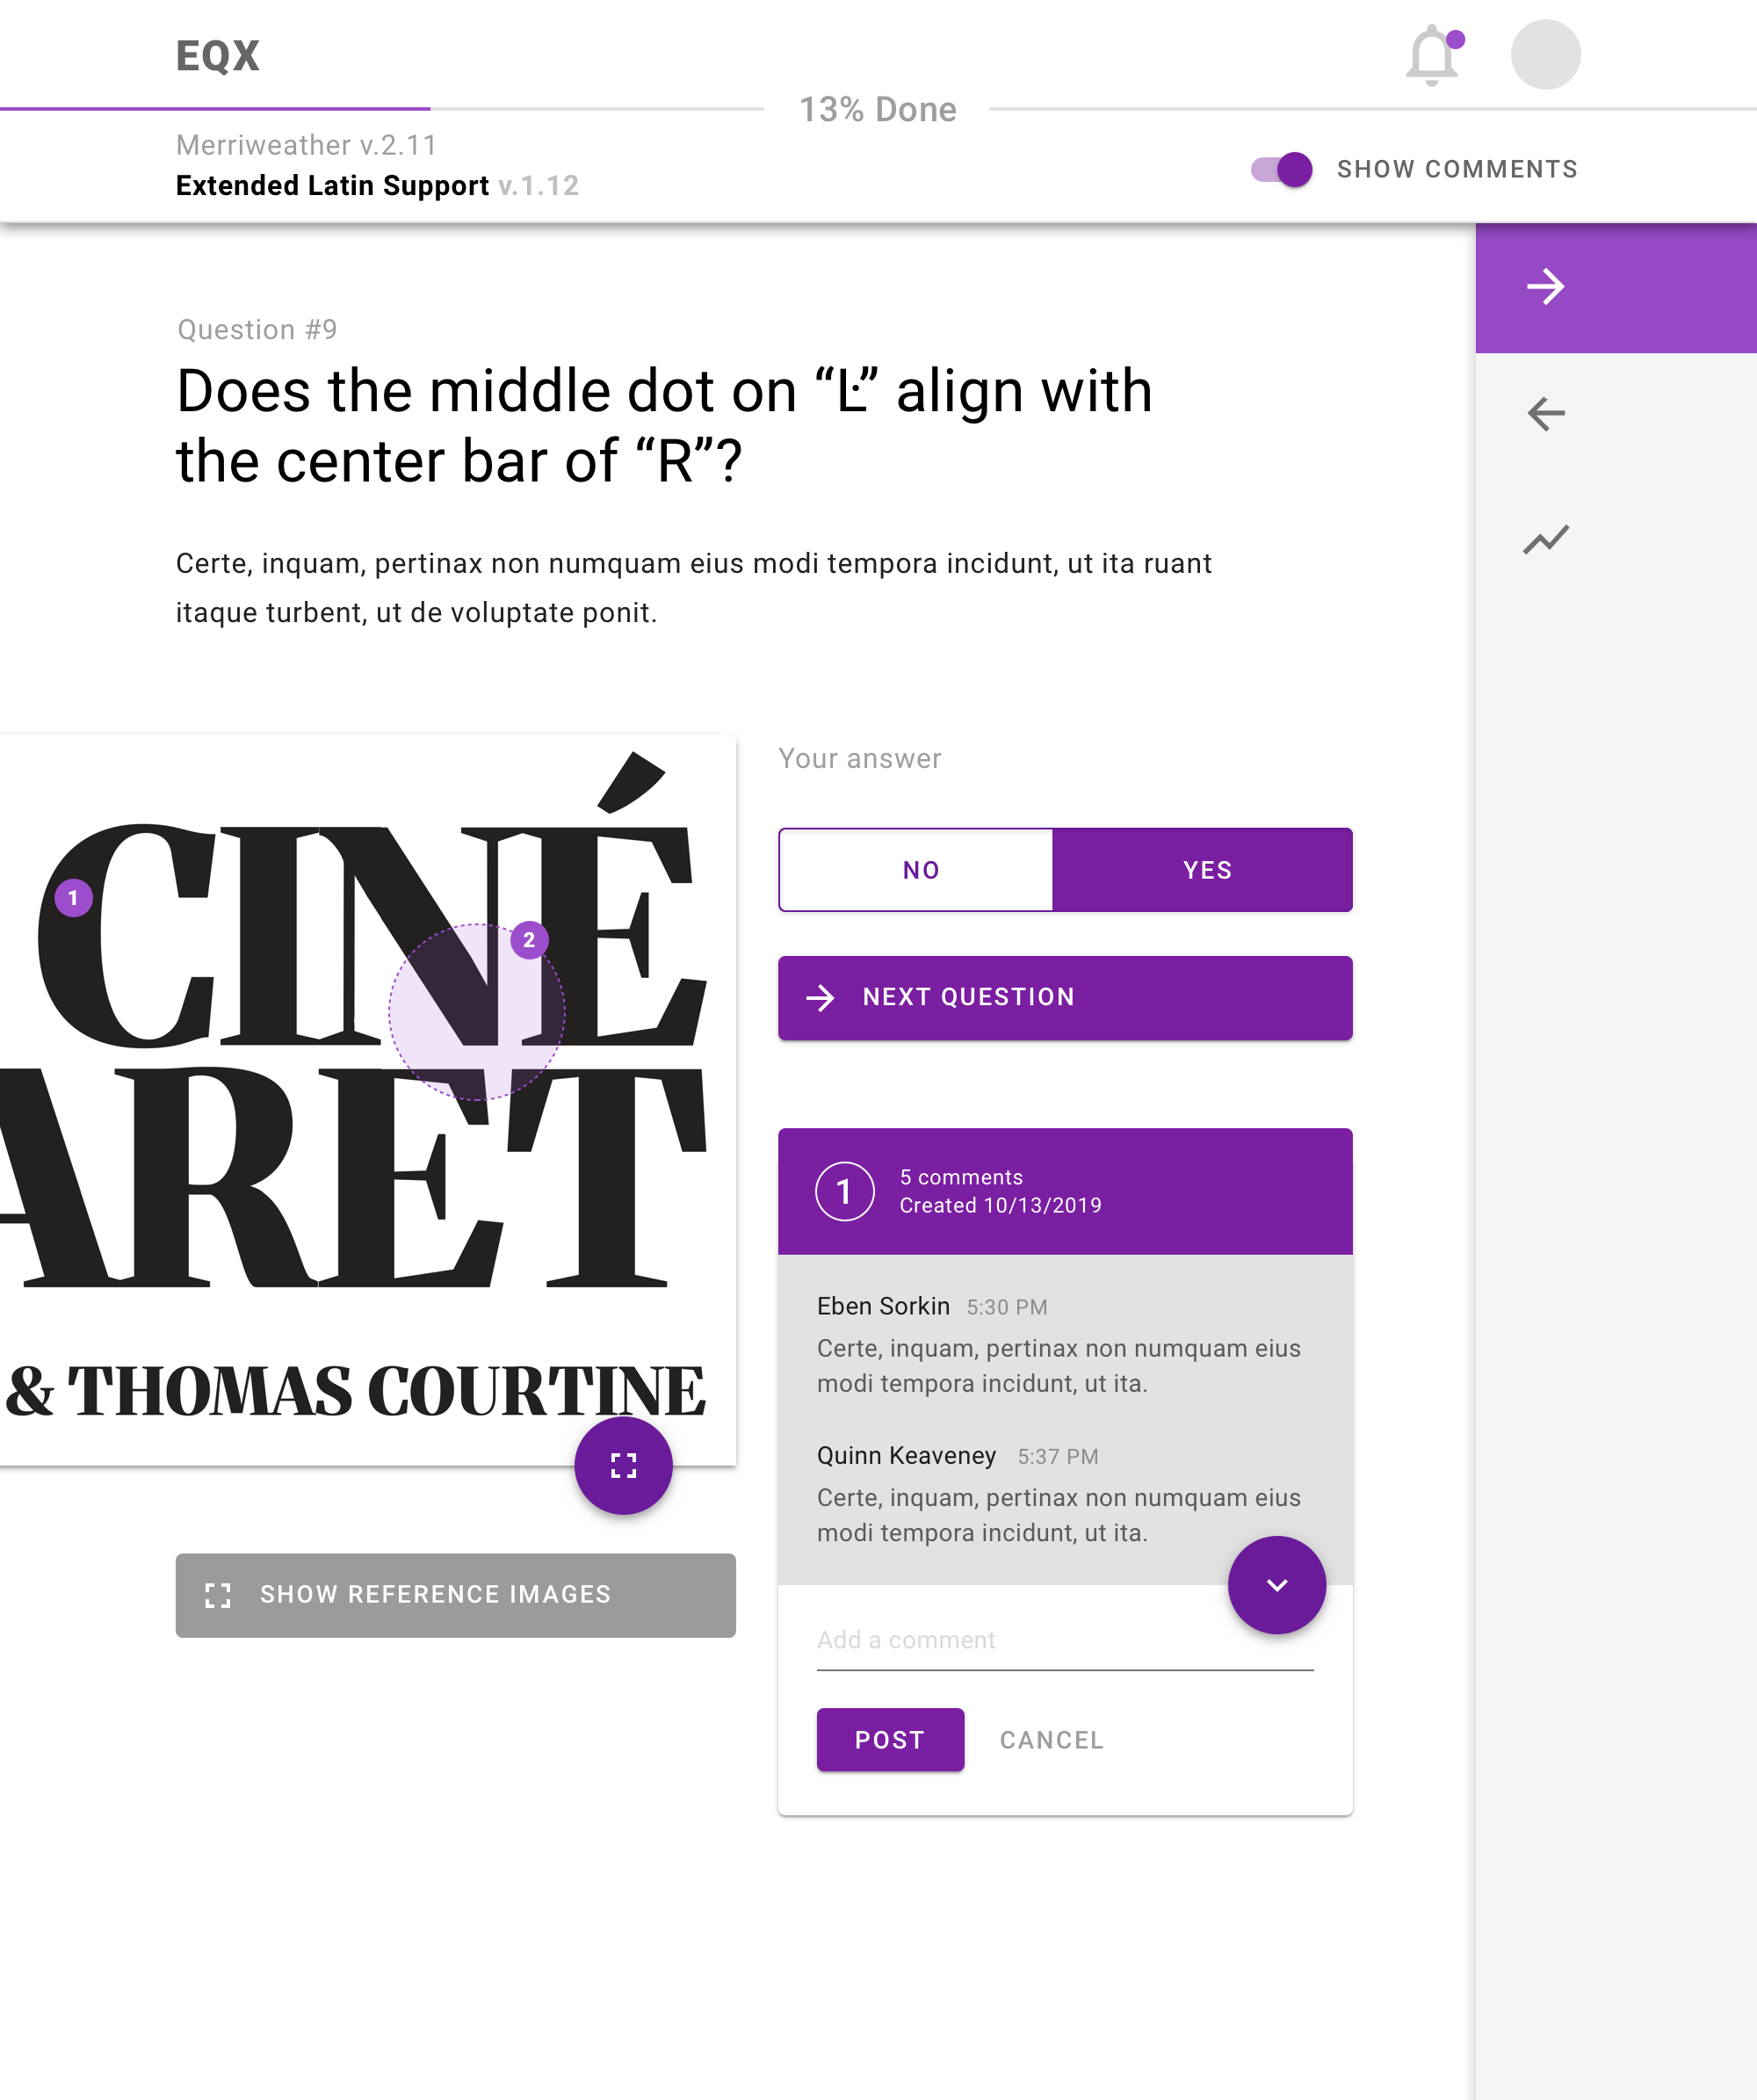 EQX
13% Done
Merriweather v.2.11
Extended Latin Support v.1.12
SHOW COMMENTS
Question #9
Does the middle dot on “Ŀ” align with
the center bar of “R”?
Certe, inquam, pertinax non numquam eius modi tempora incidunt, ut ita ruant
itaque turbent, ut de voluptate ponit.
CINÉ
ARET
& THOMAS COURTINE
1
2
SHOW REFERENCE IMAGES
Your answer
NO
YES
NEXT QUESTION
1
5 comments
Created 10/13/2019
Eben Sorkin 5:30 PM
Certe, inquam, pertinax non numquam eius
modi tempora incidunt, ut ita.
Quinn Keaveney 5:37 PM
Certe, inquam, pertinax non numquam eius
modi tempora incidunt, ut ita.
Add a comment
POST
CANCEL